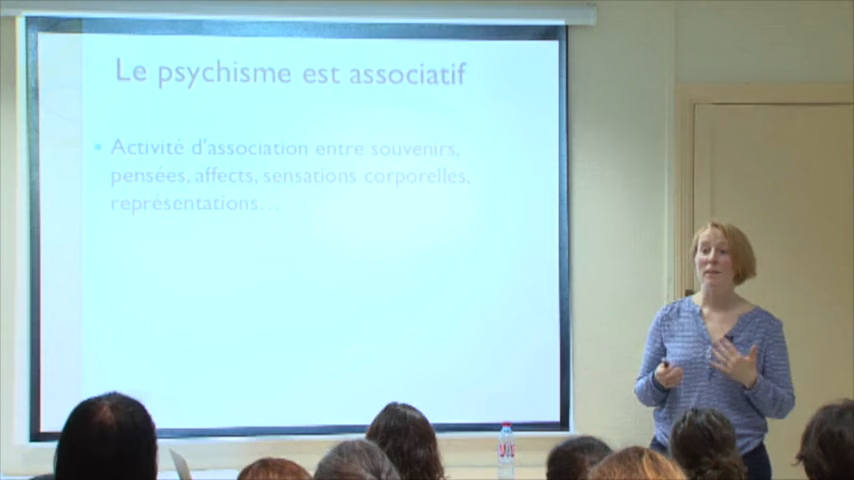 Le psychisme est associatif
Activité d'association entre souvenirs,
pensées, affects, sensations corporelles,
représentations…